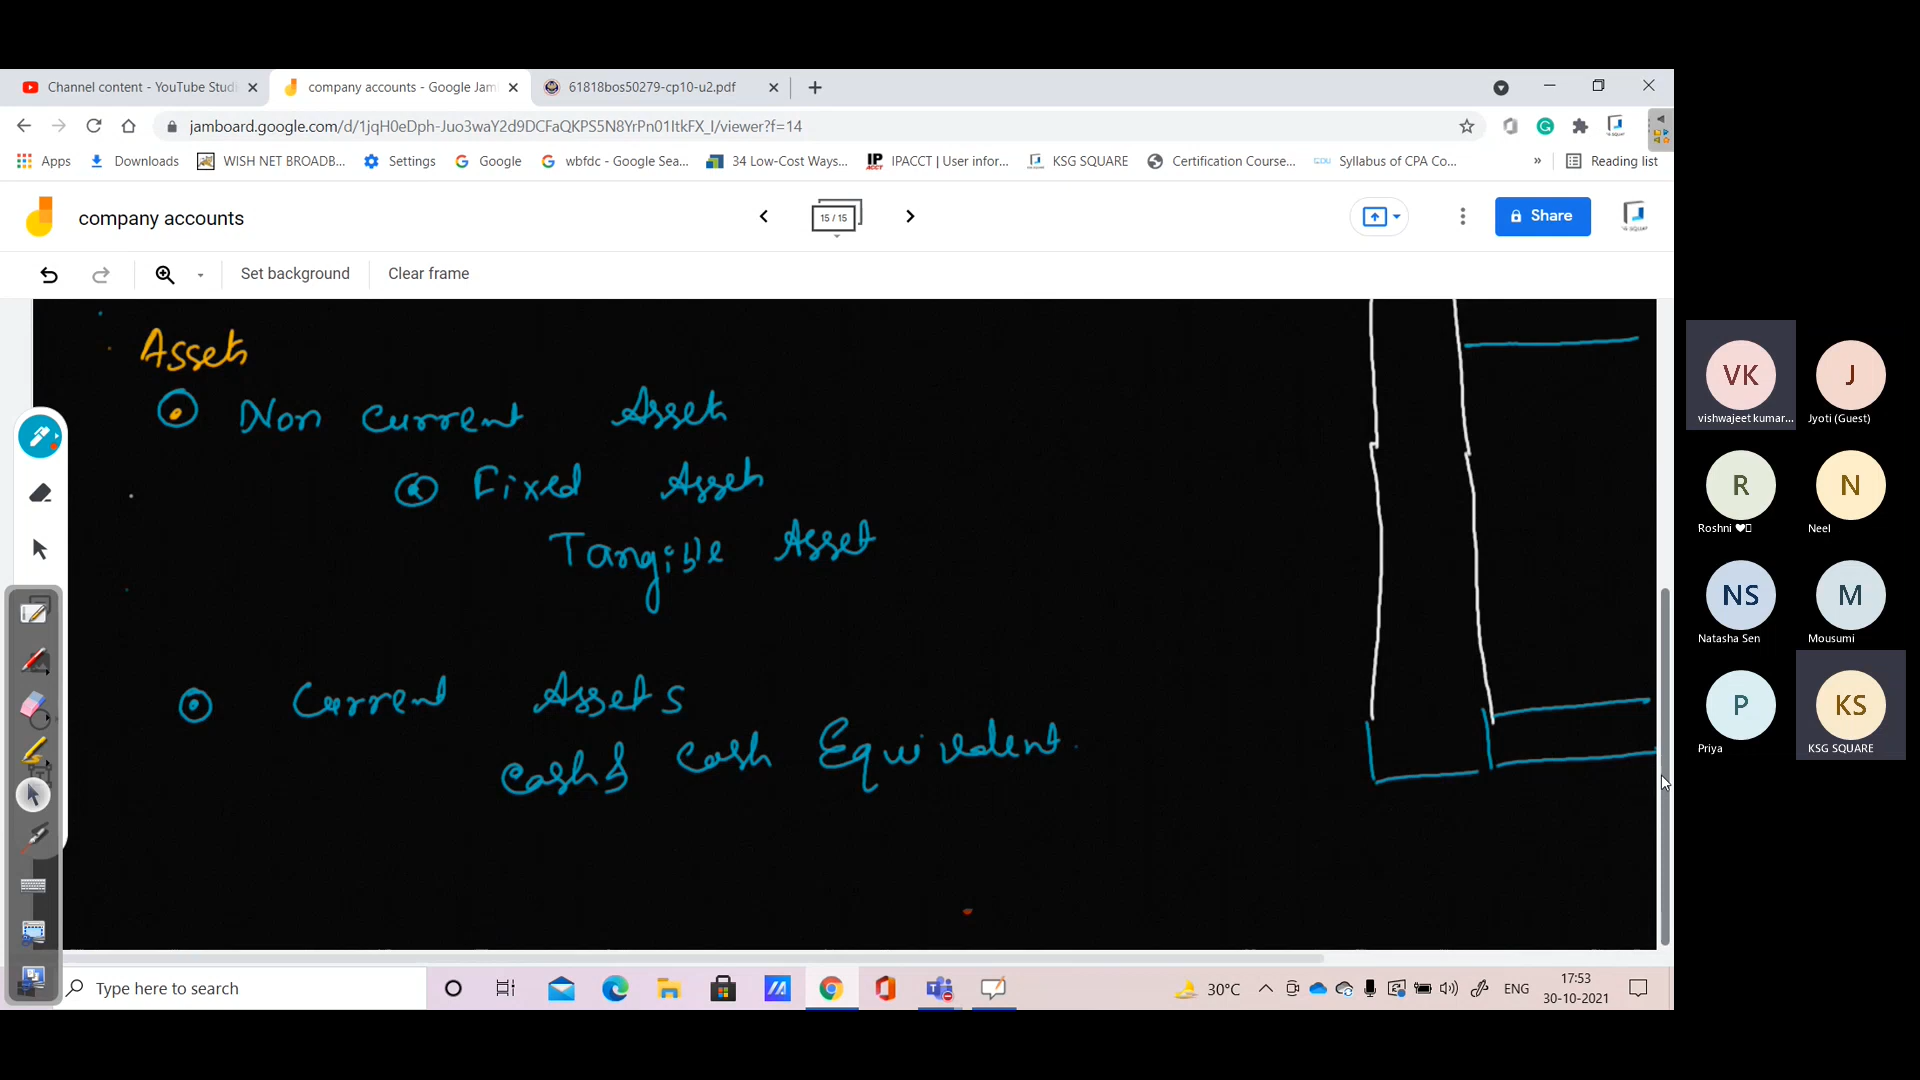 Channel content - YouTube Studi
company accounts - Google Jam
61818bos50279-cp10-u2.pdf
jamboard.google.com/d/1jqH0eDph-Juo3waY2d9DCFaQKPS5N8YrPn01ItkFX_I/viewer?f=14
Apps
Downloads
WISH NET BROADB...
Settings
Google
wbfdc - Google Sea...
34 Low-Cost Ways...
IPACCT | User infor...
KSG SQUARE
Certification Course...
Syllabus of CPA Co...
»
Reading list
company accounts
15 / 15
Share
Set background
Clear frame
Assets
Non Current Asset
(a) Fixed Asset
Tangible Asset
Current Assets
Cash & Cash Equivalent
VK
vishwajeet kumar...
J
Jyoti (Guest)
R
Roshni
N
Neel
NS
Natasha Sen
M
Mousumi
P
Priya
KS
KSG SQUARE
Type here to search
30°C
ENG
17:53
30-10-2021